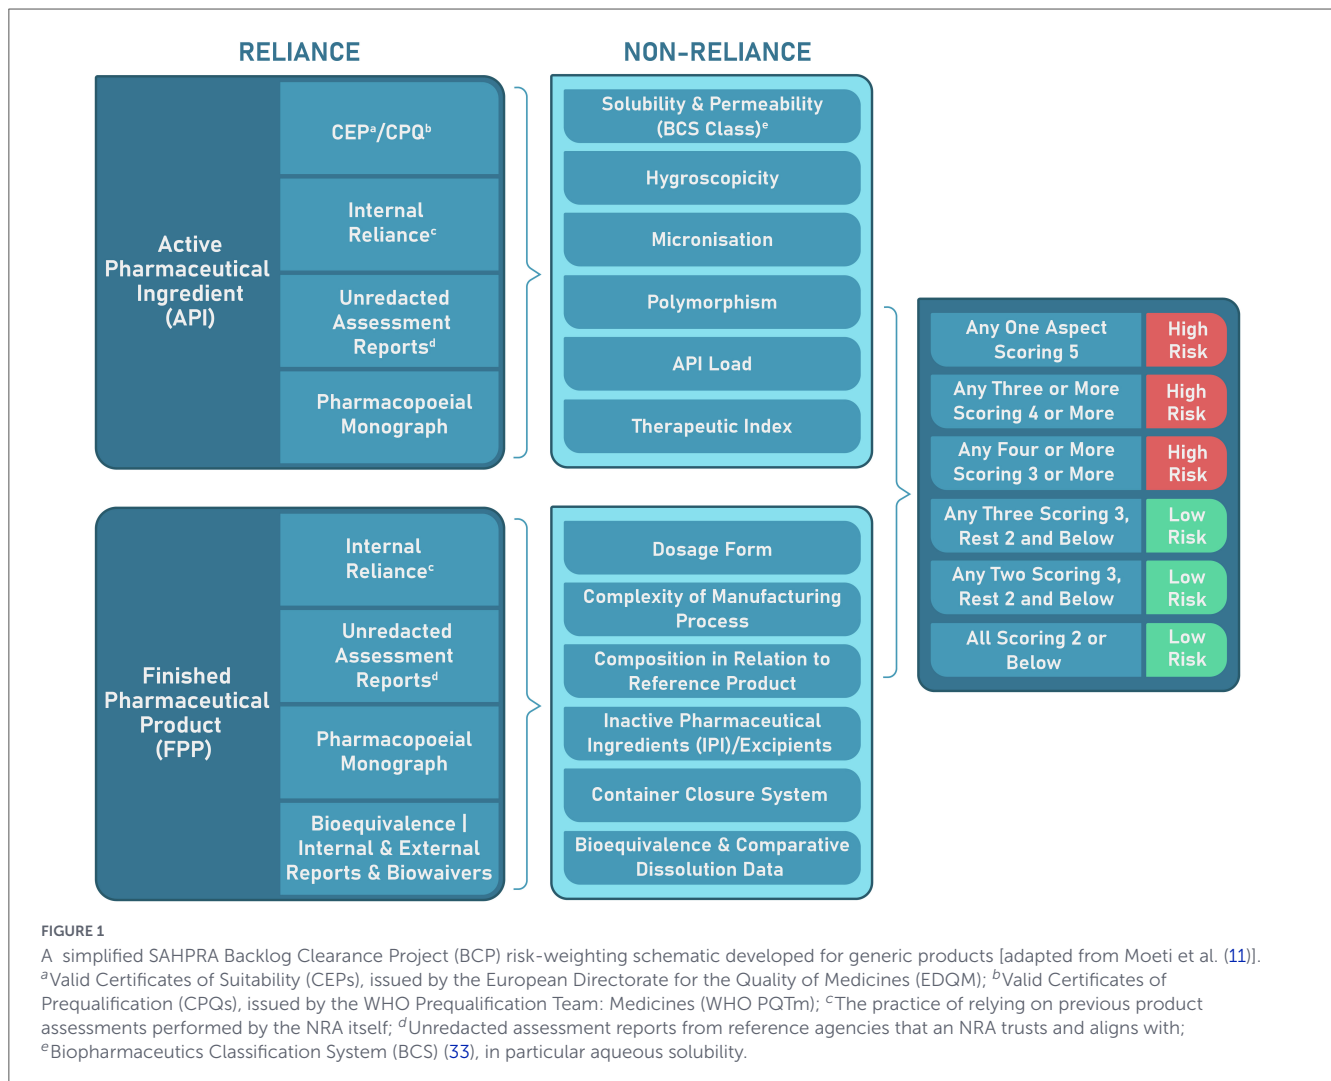 RELIANCE
Active
Pharmaceutical
Ingredient
(API)
CEPᵃ/CPQᵇ
Internal
Relianceᶜ
Unredacted
Assessment
Reportsᵈ
Pharmacopoeial
Monograph
Finished
Pharmaceutical
Product
(FPP)
Internal
Relianceᶜ
Unredacted
Assessment
Reportsᵈ
Pharmacopoeial
Monograph
Bioequivalence |
Internal & External
Reports & Biowaivers
NON-RELIANCE
Solubility & Permeability
(BCS Class)ᵉ
Hygroscopicity
Micronisation
Polymorphism
API Load
Therapeutic Index
Dosage Form
Complexity of Manufacturing
Process
Composition in Relation to
Reference Product
Inactive Pharmaceutical
Ingredients (IPI)/Excipients
Container Closure System
Bioequivalence & Comparative
Dissolution Data
Any One Aspect
Scoring 5
High
Risk
Any Three or More
Scoring 4 or More
High
Risk
Any Four or More
Scoring 3 or More
High
Risk
Any Three Scoring 3,
Rest 2 and Below
Low
Risk
Any Two Scoring 3,
Rest 2 and Below
Low
Risk
All Scoring 2 or
Below
Low
Risk
FIGURE 1
A simplified SAHPRA Backlog Clearance Project (BCP) risk-weighting schematic developed for generic products [adapted from Moeti et al. (11)].
ᵃValid Certificates of Suitability (CEPs), issued by the European Directorate for the Quality of Medicines (EDQM); ᵇValid Certificates of
Prequalification (CPQs), issued by the WHO Prequalification Team: Medicines (WHO PQTm); ᶜThe practice of relying on previous product
assessments performed by the NRA itself; ᵈUnredacted assessment reports from reference agencies that an NRA trusts and aligns with;
ᵉBiopharmaceutics Classification System (BCS) (33), in particular aqueous solubility.